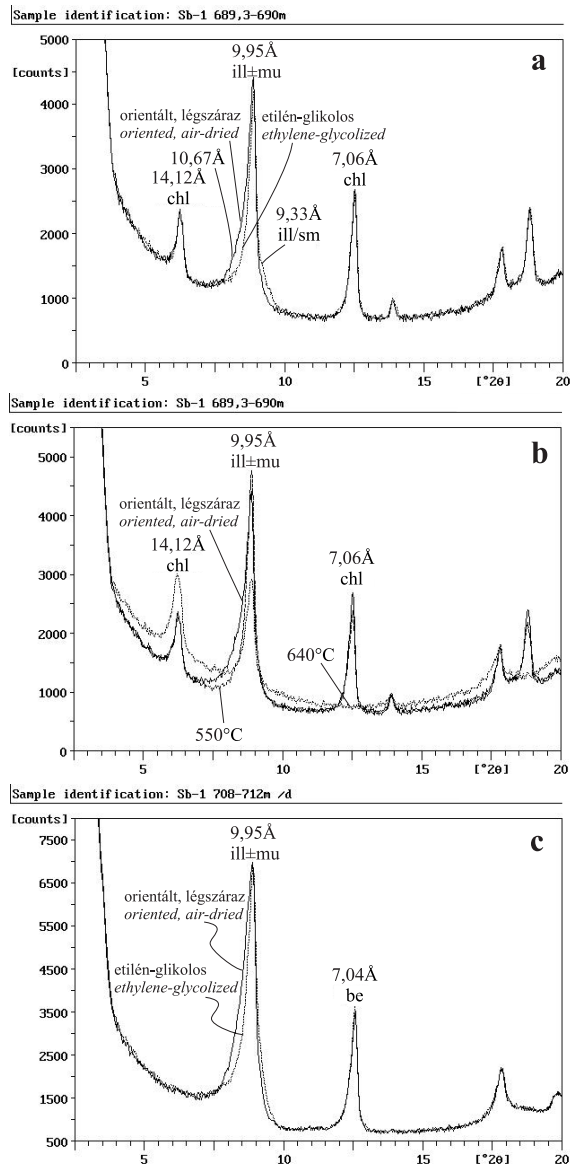 Sample identification: Sb-1 689,3-690m
5000
[counts]
4000
3000
2000
1000
0
9,95Å
ill±mu
a
orientált, légszáraz
oriented, air-dried
etilén-glikolos
ethylene-glycolized
10,67Å
14,12Å
chl
7,06Å
chl
9,33Å
ill/sm
5
10
15
[°2θ]
20
Sample identification: Sb-1 689,3-690m
[counts]
5000
4000
3000
2000
1000
0
9,95Å
ill±mu
b
orientált, légszáraz
oriented, air-dried
14,12Å
chl
7,06Å
chl
640°C
550°C
5
10
15
[°2θ]
20
Sample identification: Sb-1 708-712m /d
[counts]
7500
6500
5500
4500
3500
2500
1500
500
9,95Å
ill±mu
c
orientált, légszáraz
oriented, air-dried
etilén-glikolos
ethylene-glycolized
7,04Å
be
5
10
15
[°2θ]
20